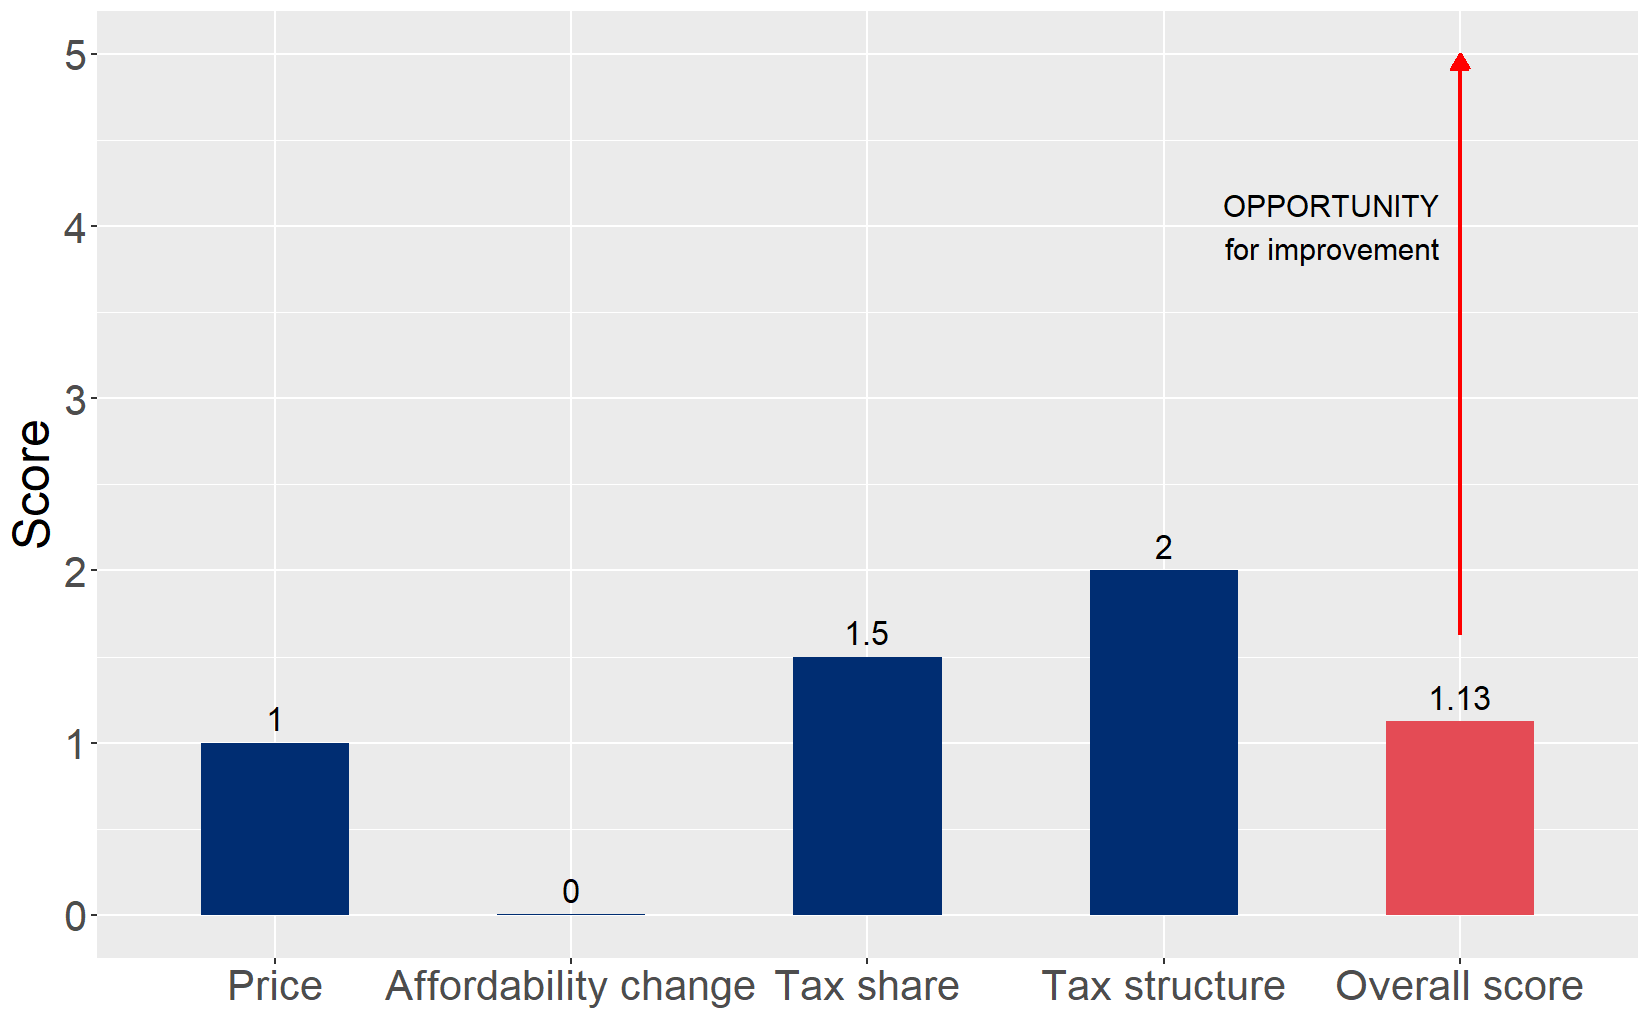 5
4
3
2
1
0
Score
OPPORTUNITY
for improvement
1
0
1.5
2
1.13
Price
Affordability change
Tax share
Tax structure
Overall score